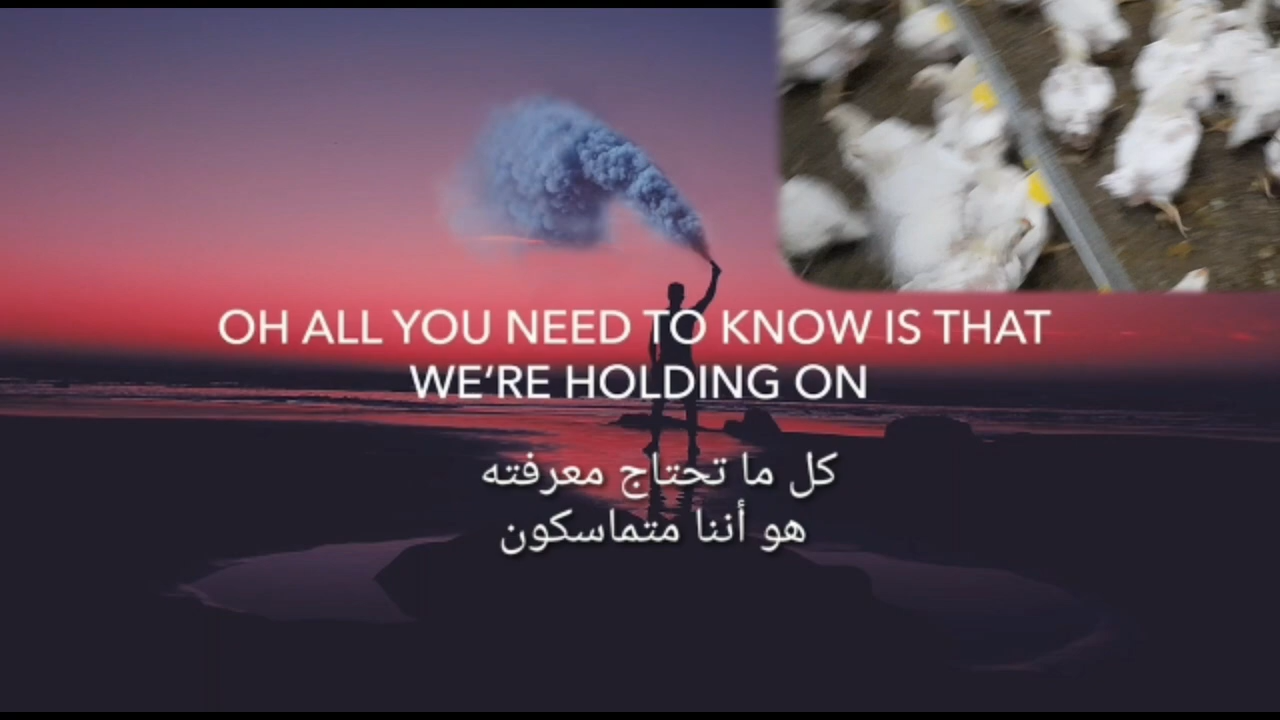 OH ALL YOU NEED TO KNOW IS THAT
WE'RE HOLDING ON
كل ما تحتاج معرفته
هو أننا متماسكون